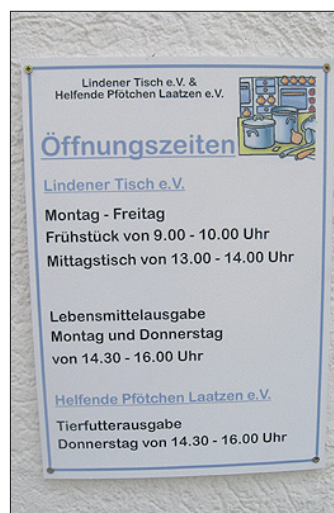 Lindener Tisch e.V. &
Helfende Pfötchen Laatzen e.V.
Öffnungszeiten
Lindener Tisch e.V.
Montag - Freitag
Frühstück von 9.00 - 10.00 Uhr
Mittagstisch von 13.00 - 14.00 Uhr
Lebensmittelausgabe
Montag und Donnerstag
von 14.30 - 16.00 Uhr
Helfende Pfötchen Laatzen e.V.
Tierfutterausgabe
Donnerstag von 14.30 - 16.00 Uhr